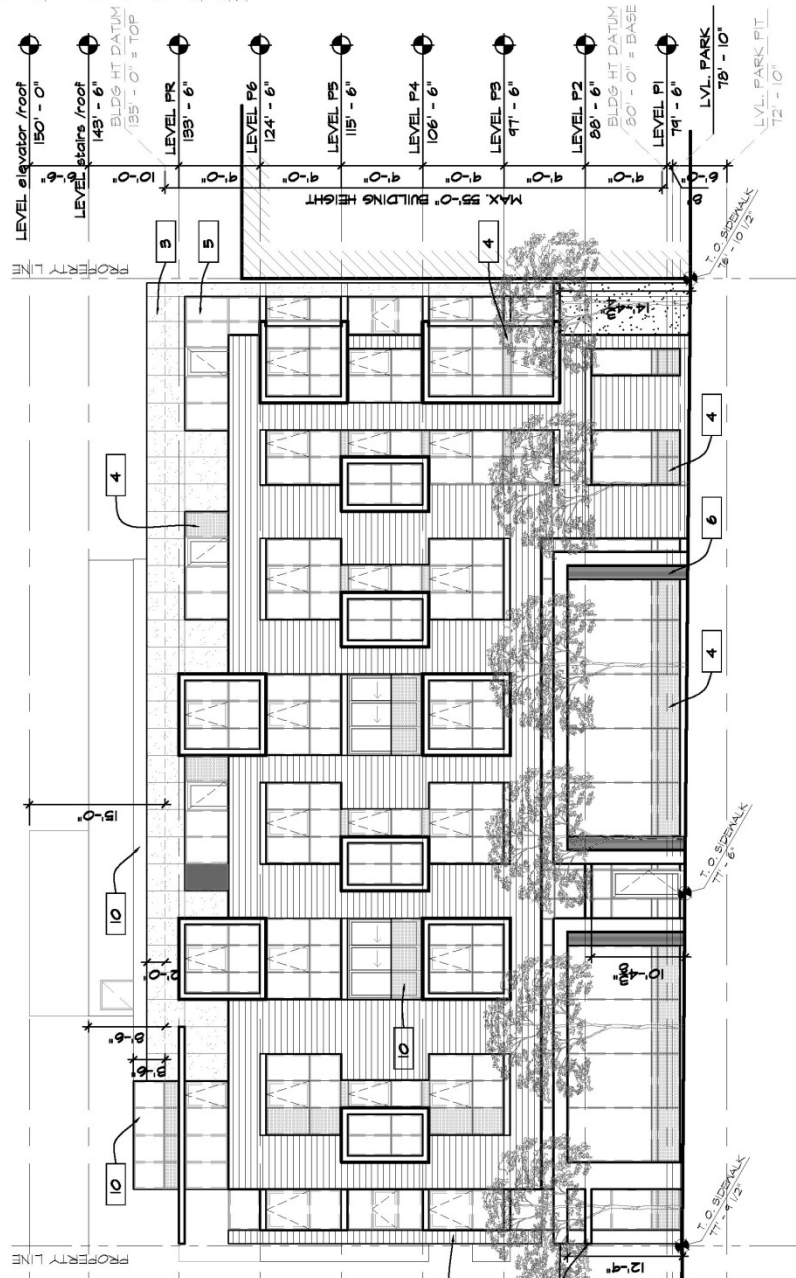 LEVEL elevator /roof
150' - 0"
LEVEL stairs /roof
143' - 6"
BLDG HT DATUM
135' - 0" = TOP
LEVEL PR
133' - 6"
LEVEL P6
124' - 6"
LEVEL P5
115' - 6"
LEVEL P4
106' - 6"
LEVEL P3
97' - 6"
LEVEL P2
88' - 6"
BLDG HT DATUM
80' - 0" = BASE
LEVEL P1
79' - 6"
LVL. PARK
78' - 10"
LVL. PARK PIT
72' - 10"
6'-6"
10'-0"
9'-0"
9'-0"
9'-0"
9'-0"
9'-0"
9'-0"
8"
6'-0"
MAX. 55'-0" BUILDING HEIGHT
PROPERTY LINE
3
5
4
T.O. SIDEWALK
76' - 10 1/2"
4
4
6
4
15'-0"
10
2'-0"
8'-6"
3'-6"
10
10
10'-4"
T.O. SIDEWALK
77' - 6"
PROPERTY LINE
12'-9"
T.O. SIDEWALK
77' - 9 1/2"